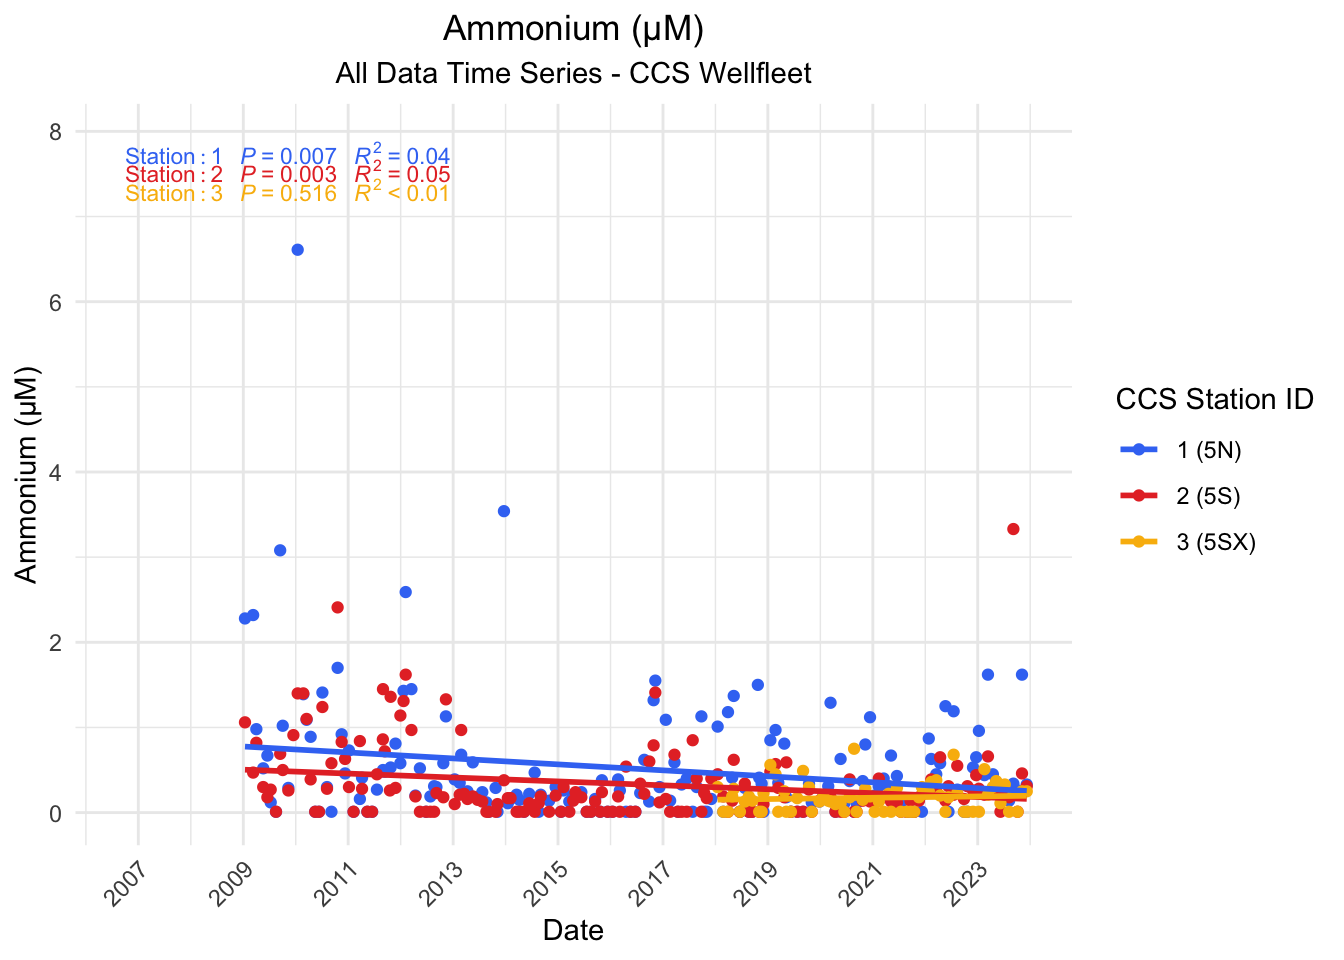 Ammonium (µM)
All Data Time Series - CCS Wellfleet
8
Station : 1 P = 0.007 R² = 0.04
Station : 2 P = 0.003 R² = 0.05
Station : 3 P = 0.516 R² < 0.01
6
4
2
0
Ammonium (µM)
2007 2009 2011 2013 2015 2017 2019 2021 2023
Date
CCS Station ID
1 (5N)
2 (5S)
3 (5SX)